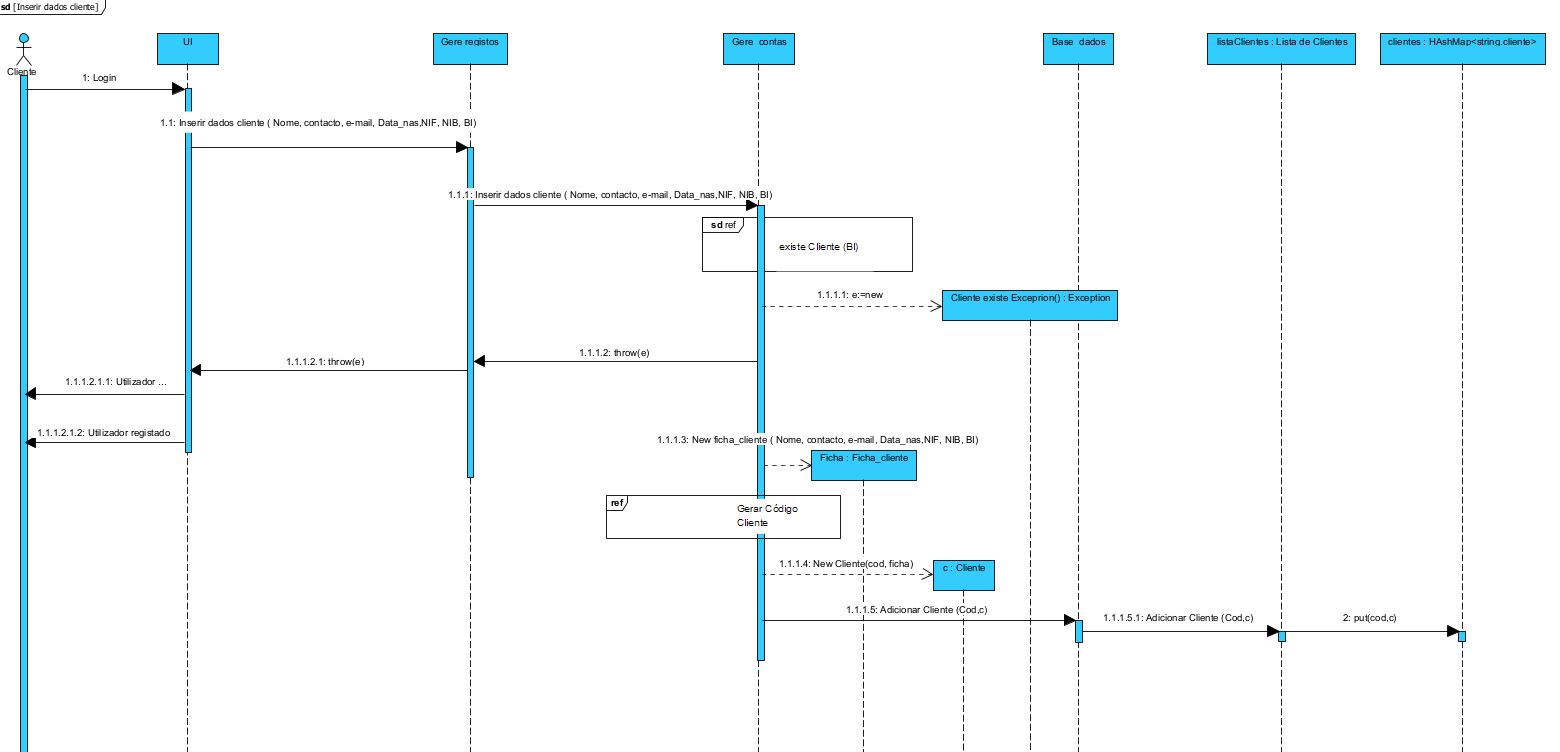 sd [Inserir dados cliente]
Cliente
UI
Gere registos
Gere contas
Base dados
listaClientes : Lista de Clientes
clientes : HAshMap<string.cliente>
1: Login
1.1: Inserir dados cliente ( Nome, contacto, e-mail, Data_nas,NIF, NIB, BI)
1.1.1: Inserir dados cliente ( Nome, contacto, e-mail, Data_nas,NIF, NIB, BI)
sd ref
existe Cliente (BI)
1.1.1.1: e:=new
Cliente existe Exceprion() : Exception
1.1.1.2: throw(e)
1.1.1.2.1: throw(e)
1.1.1.2.1.1: Utilizador ...
1.1.1.2.1.2: Utilizador registado
1.1.1.3: New ficha_cliente ( Nome, contacto, e-mail, Data_nas,NIF, NIB, BI)
Ficha : Ficha_cliente
ref
Gerar Código
Cliente
1.1.1.4: New Cliente(cod, ficha)
c : Cliente
1.1.1.5: Adicionar Cliente (Cod,c)
1.1.1.5.1: Adicionar Cliente (Cod,c)
2: put(cod,c)